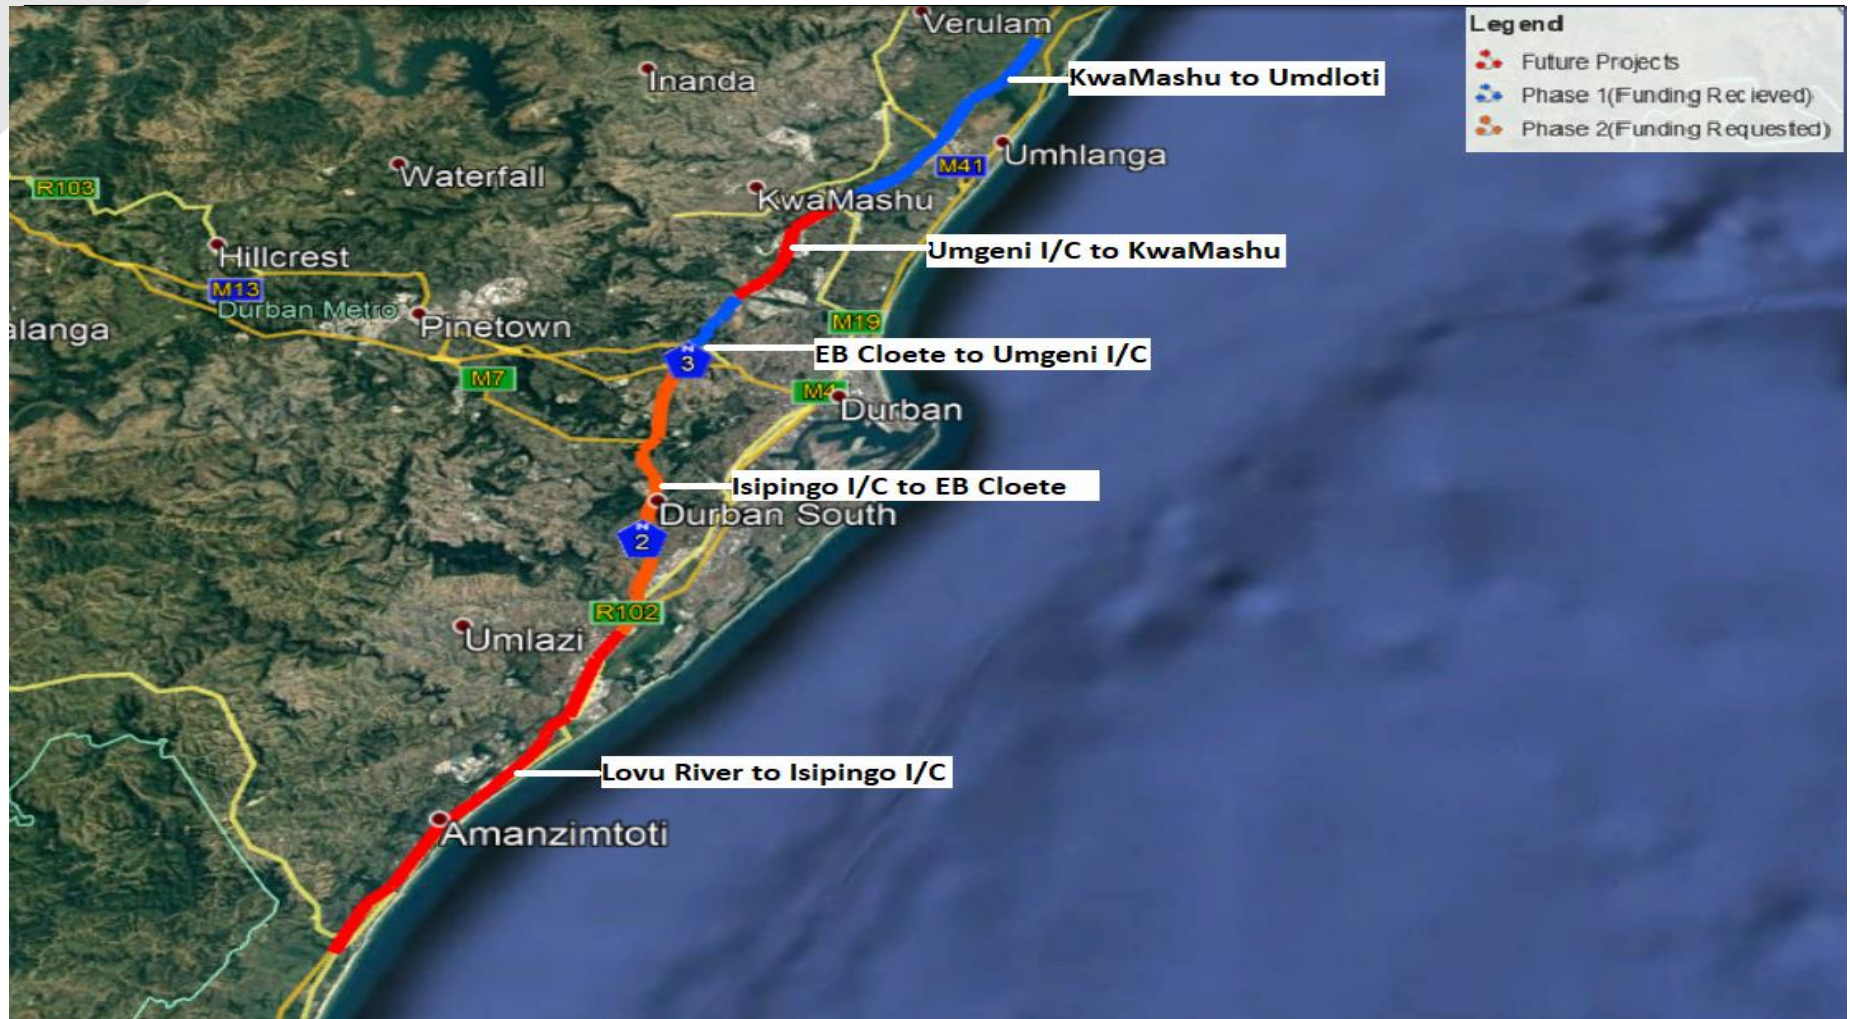 Verulam
Legend
Inanda
KwaMashu to Umdloti
Future Projects
Phase 1(Funding Recieved)
Phase 2(Funding Requested)
Umhlanga
M41
Waterfall
R103
KwaMashu
Umgeni I/C to KwaMashu
Hillcrest
M13
Durban Metro
Pinetown
alanga
M19
EB Cloete to Umgeni I/C
N
3
M7
M4
Durban
Isipingo I/C to EB Cloete
Durban South
N
2
R102
Umlazi
Lovu River to Isipingo I/C
Amanzimtoti